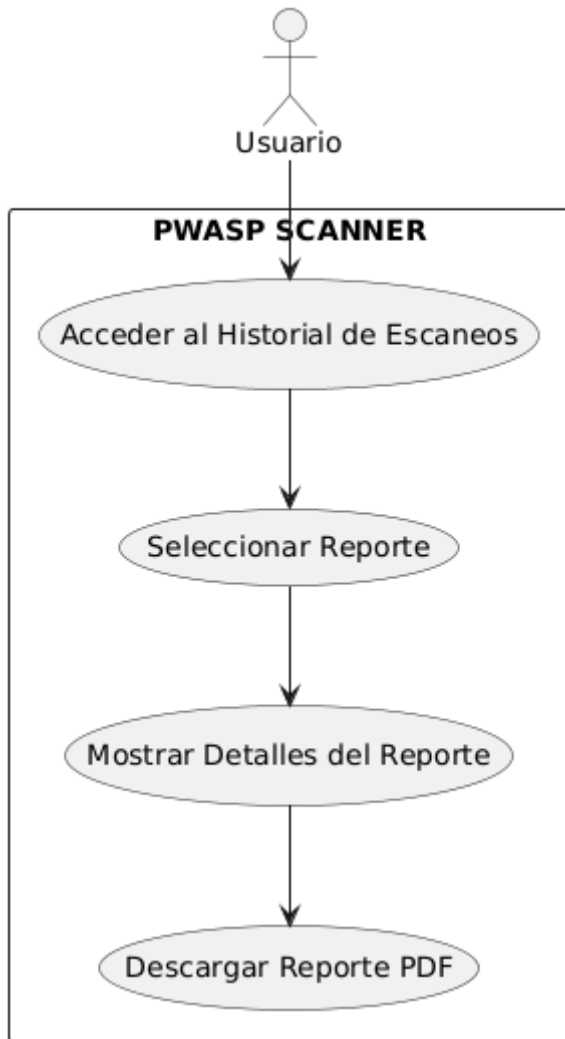 Usuario
PWASP SCANNER
Acceder al Historial de Escaneos
Seleccionar Reporte
Mostrar Detalles del Reporte
Descargar Reporte PDF